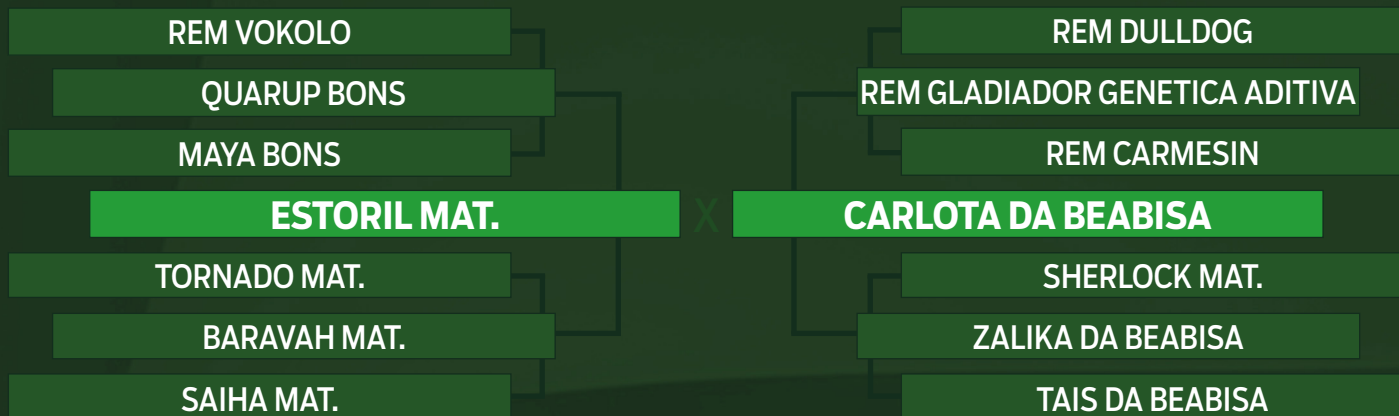 REM VOKOLO
QUARUP BONS
MAYA BONS
ESTORIL MAT.
TORNADO MAT.
BARAVAH MAT.
SAIHA MAT.
X
REM DULLDOG
REM GLADIADOR GENETICA ADITIVA
REM CARMESIN
CARLOTA DA BEABISA
SHERLOCK MAT.
ZALIKA DA BEABISA
TAIS DA BEABISA